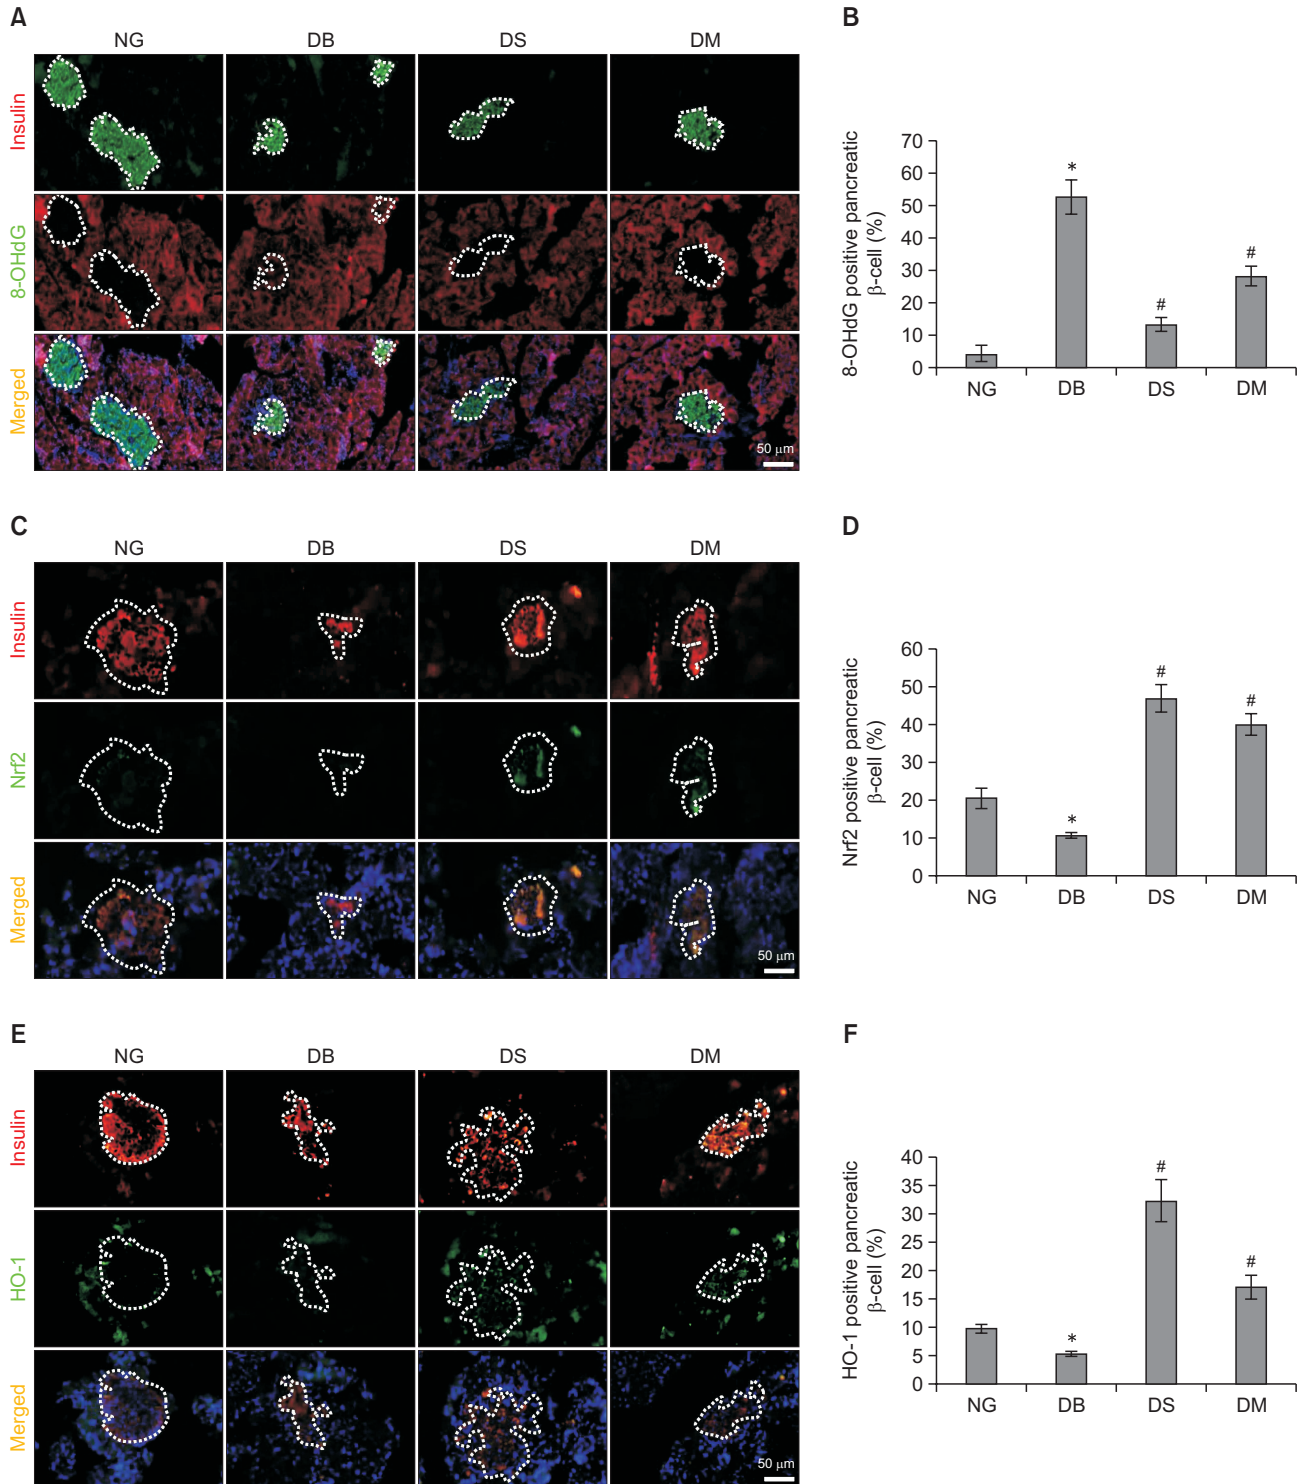 A
NG DB DS DM
Insulin
8-OHdG
Merged
50 μm
B
8-OHdG positive pancreatic
β-cell (%)
70
60
50
40
30
20
10
0
*
#
#
NG DB DS DM
C
NG DB DS DM
Insulin
Nrf2
Merged
50 μm
D
Nrf2 positive pancreatic
β-cell (%)
60
50
40
30
20
10
0
*
#
#
NG DB DS DM
E
NG DB DS DM
Insulin
HO-1
Merged
50 μm
F
HO-1 positive pancreatic
β-cell (%)
40
35
30
25
20
15
10
5
0
*
#
#
NG DB DS DM